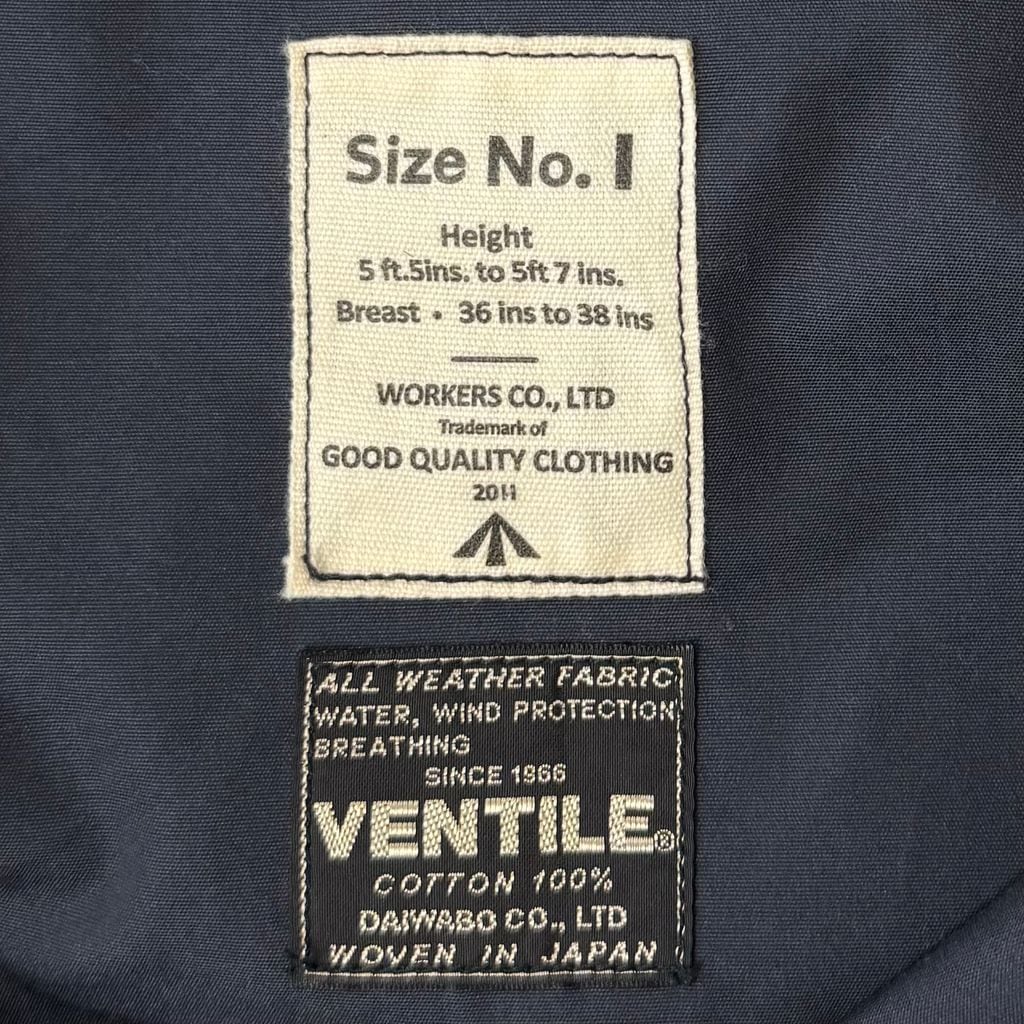 Size No. I
Height
5 ft.5ins. to 5ft 7 ins.
Breast • 36 ins to 38 ins
WORKERS CO., LTD
Trademark of
GOOD QUALITY CLOTHING
2011
ALL WEATHER FABRIC
WATER, WIND PROTECTION
BREATHING
SINCE 1966
VENTILE®
COTTON 100%
DAIWABO CO., LTD
WOVEN IN JAPAN